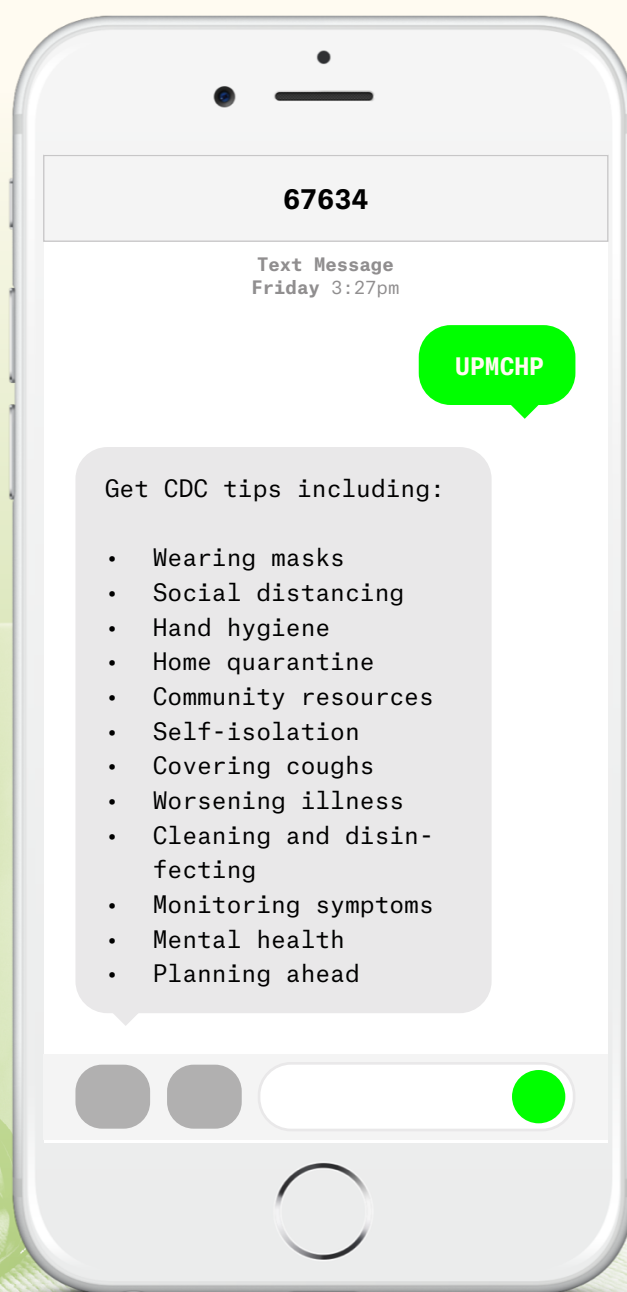 67634
Text Message
Friday 3:27pm
UPMCHP
Get CDC tips including:
• Wearing masks
• Social distancing
• Hand hygiene
• Home quarantine
• Community resources
• Self-isolation
• Covering coughs
• Worsening illness
• Cleaning and disin-
fecting
• Monitoring symptoms
• Mental health
• Planning ahead